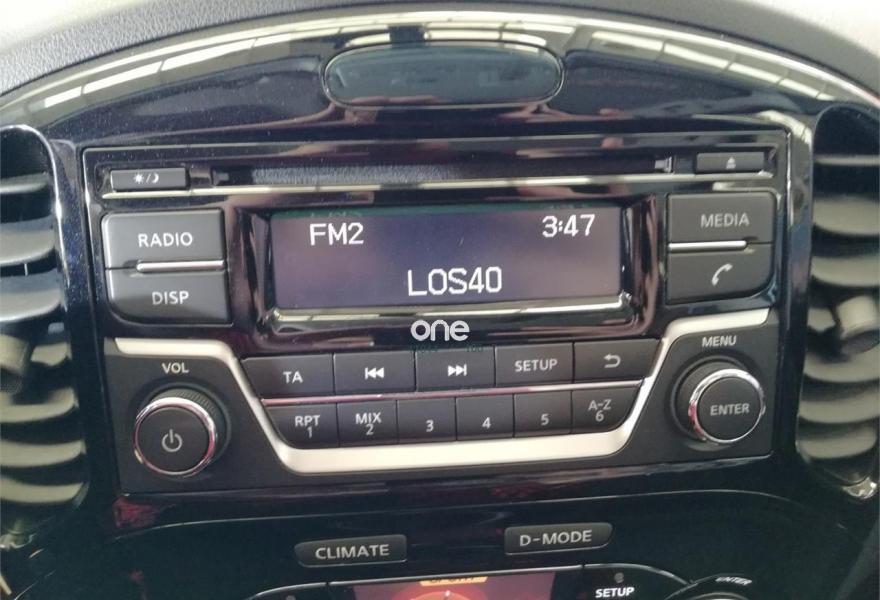 RADIO
DISP
FM2 3:47
LOS40
MEDIA
one
VOL
TA
SETUP
MENU
RPT
1
MIX
2
3
4
5
A-Z
6
ENTER
CLIMATE
D-MODE
SETUP
ENTER